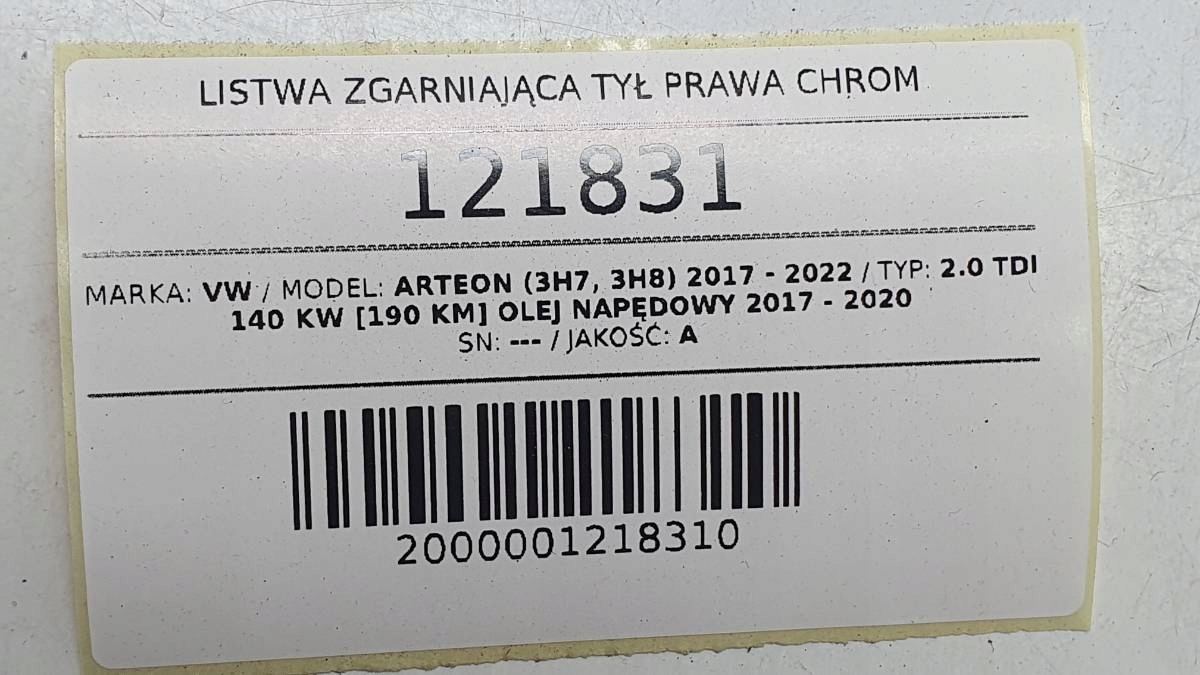 LISTWA ZGARNIAJĄCA TYŁ PRAWA CHROM
121831
MARKA: VW / MODEL: ARTEON (3H7, 3H8) 2017 - 2022 / TYP: 2.0 TDI
140 KW [190 KM] OLEJ NAPĘDOWY 2017 - 2020
SN: --- / JAKOŚĆ: A
2000001218310